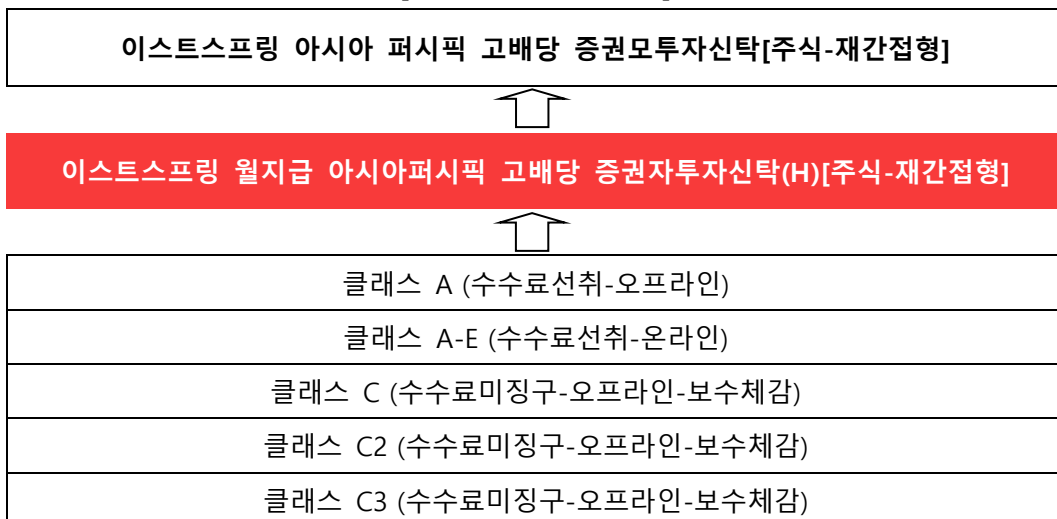 이스트스프링 아시아 퍼시픽 고배당 증권모투자신탁[주식-재간접형]
이스트스프링 월지급 아시아퍼시픽 고배당 증권자투자신탁(H)[주식-재간접형]
클래스 A (수수료선취-오프라인)
클래스 A-E (수수료선취-온라인)
클래스 C (수수료미징구-오프라인-보수체감)
클래스 C2 (수수료미징구-오프라인-보수체감)
클래스 C3 (수수료미징구-오프라인-보수체감)